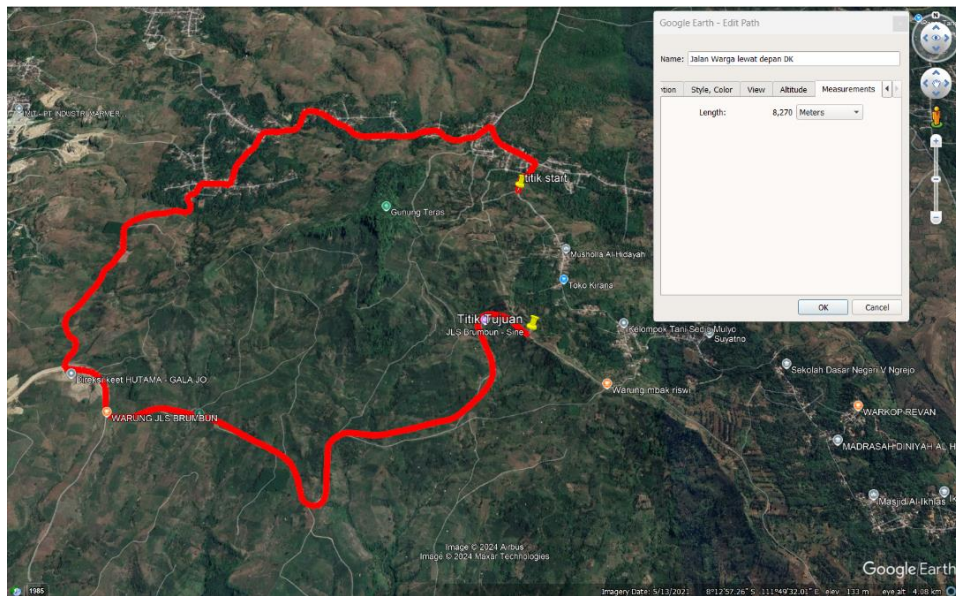 Google Earth - Edit Path
Name: Jalan Warga lewat depan DK
Style, Color View Altitude Measurements
Length: 8,270 Meters
OK Cancel
N
titik start
Gunung Teras
Musholla Al-Hidayah
Toko Kirana
Titik Tujuan
JLS Brumbun - Sine
Kelompok Tani Sedio Mulyo
Suyatno
Sekolah Dasar Negeri V Ngrejo
Warung mbak riswi
Direksi keet HUTAMA - GALA JO
WARUNG JLS BRUMBUN
WARKOP REVAN
MADRASAH DINIYAH AL H
Masjid Al-Ikhlas
Image © 2024 Airbus
Image © 2024 Maxar Technologies
Google Earth
1985
Imagery Date: 5/13/2021 8°12'57.26" S 111°49'32.01" E elev 133 m eye alt 4.08 km